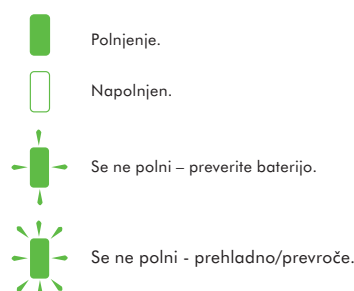 Polnjenje.
Napolnjen.
Se ne polni – preverite baterijo.
Se ne polni - prehladno/prevroče.